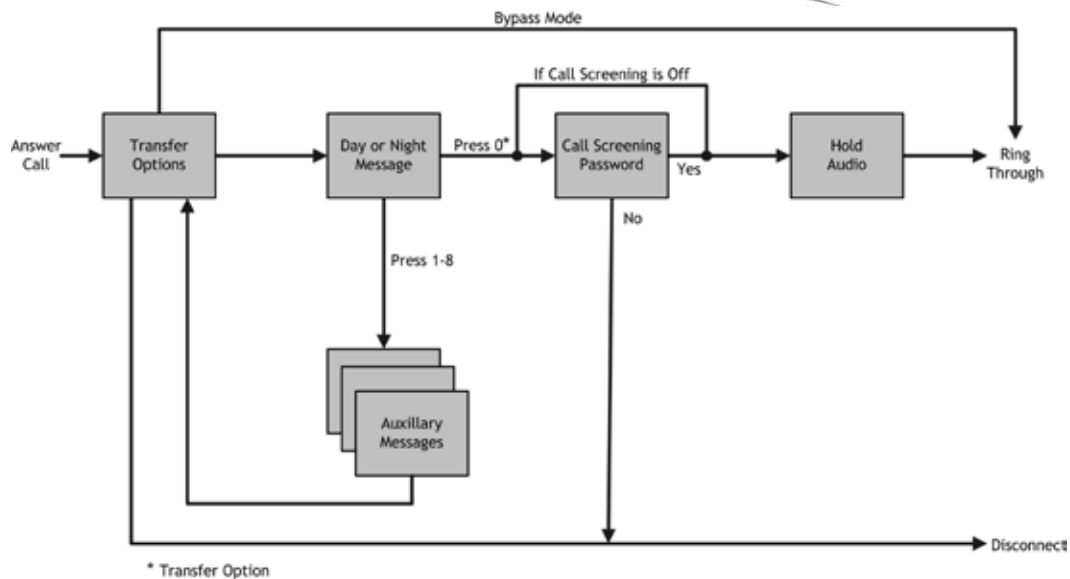 Bypass Mode
If Call Screening is Off
Answer
Call
Transfer
Options
Day or Night
Message
Press 0*
Call Screening
Password
Yes
Hold
Audio
Ring
Through
No
Press 1-8
Auxillary
Messages
Disconnect
* Transfer Option